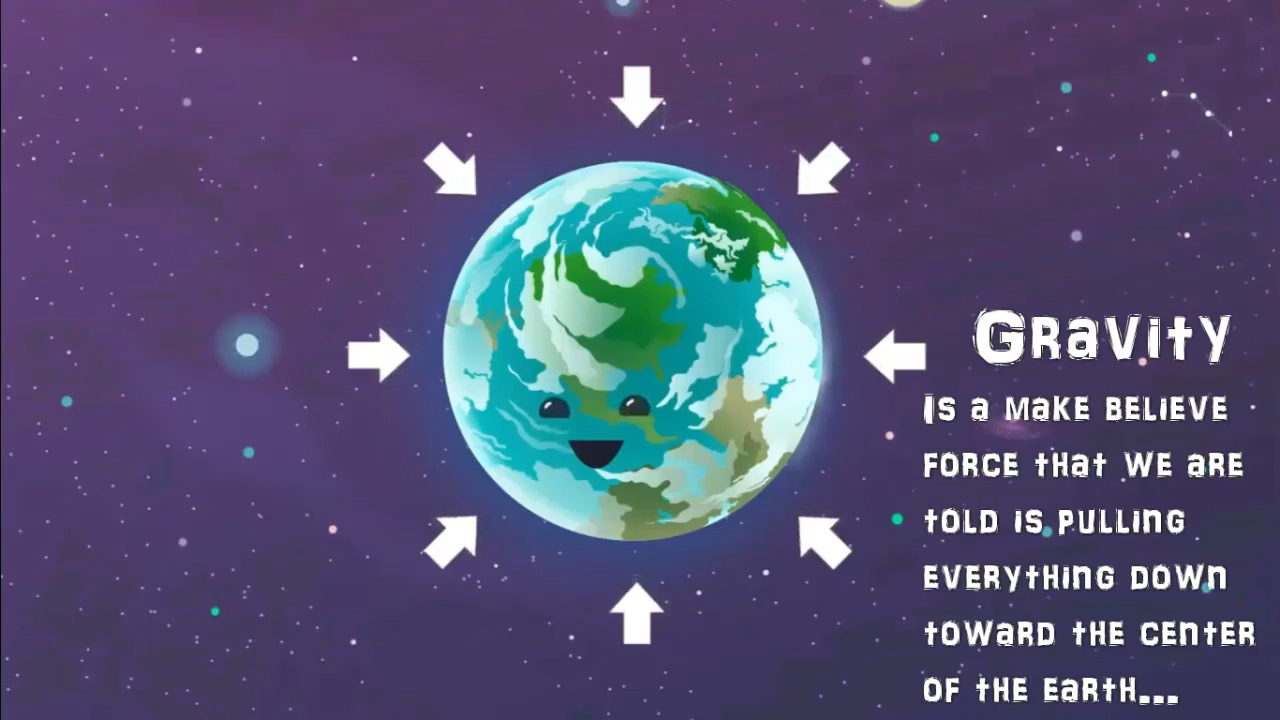 Gravity
Is a make believe
force that we are
told is pulling
everything down
toward the center
of the earth...